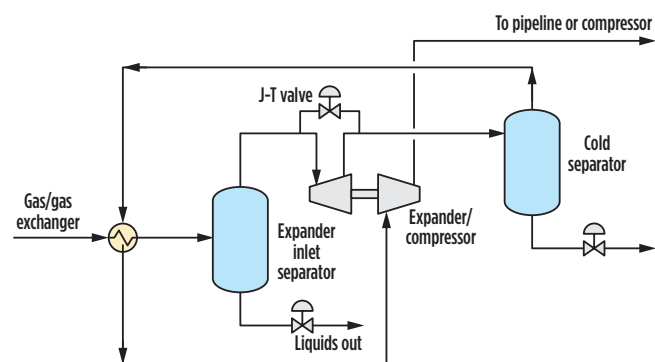 To pipeline or compressor
J-T valve
Cold
separator
Gas/gas
exchanger
Expander
inlet
separator
Expander/
compressor
Liquids out